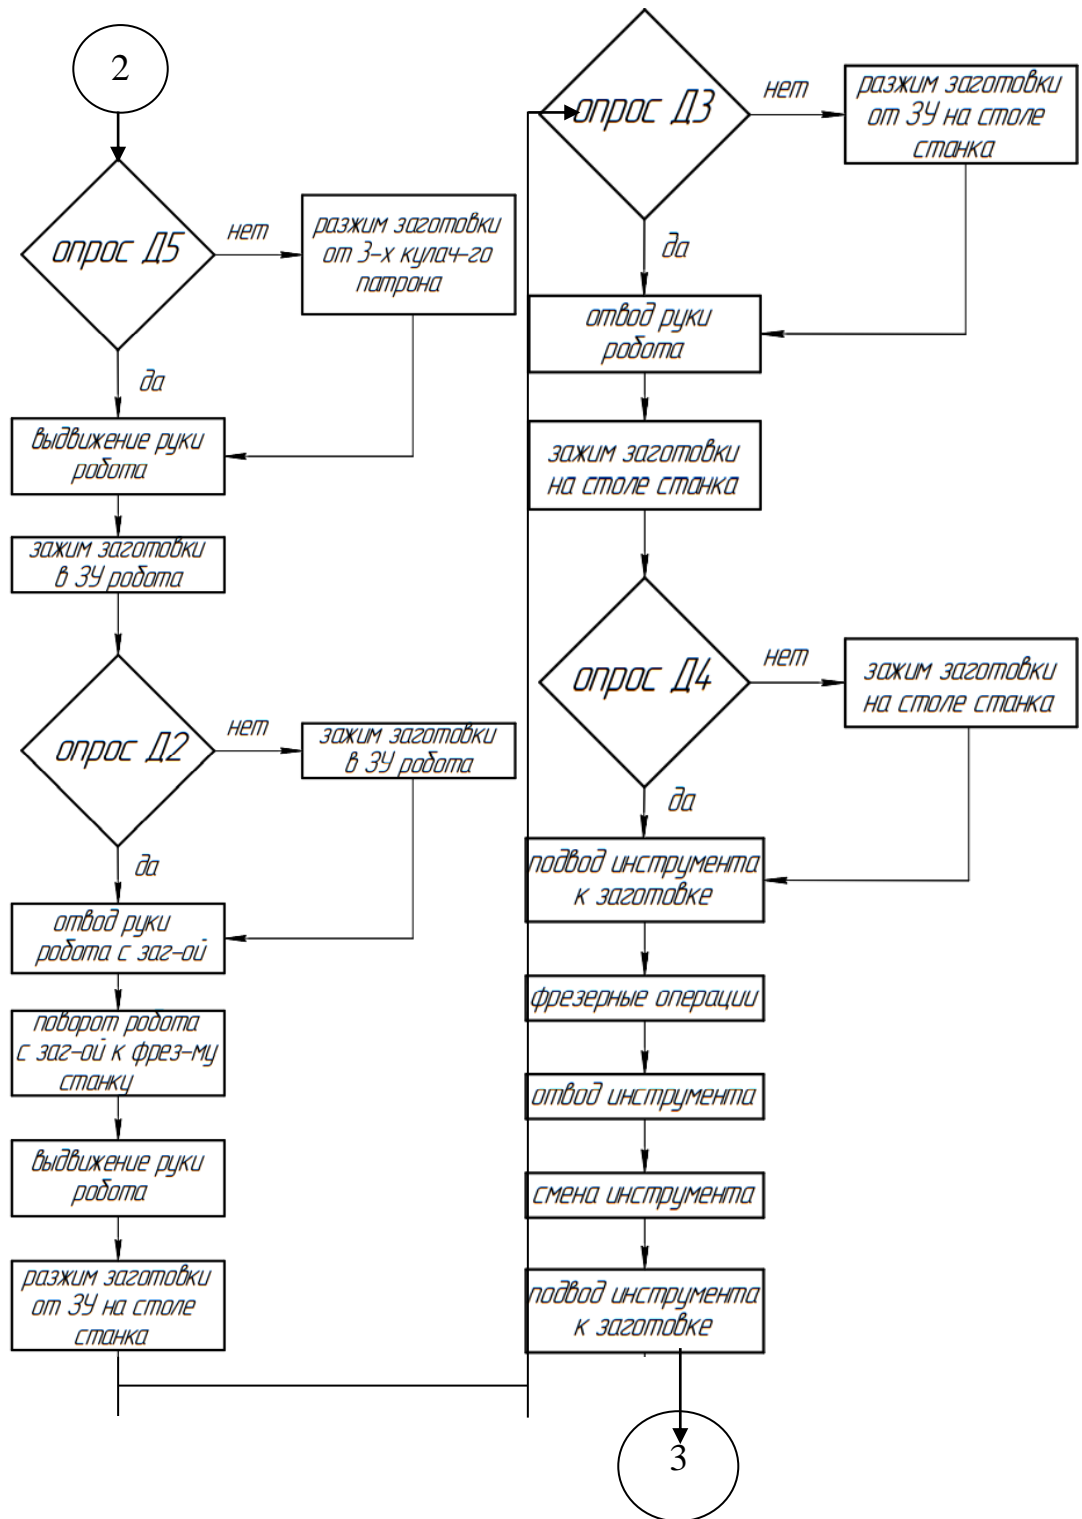 2
опрос Д5
нет
разжим заготовки
от 3-х кулач-го
патрона
да
выдвижение руки
робота
зажим заготовки
в ЗУ робота
опрос Д2
нет
зажим заготовки
в ЗУ робота
да
отвод руки
робота с заг-ой
поворот робота
с заг-ой к фрез-му
станку
выдвижение руки
робота
разжим заготовки
от ЗУ на столе
станка
опрос Д3
нет
разжим заготовки
от ЗУ на столе
станка
да
отвод руки
робота
зажим заготовки
на столе станка
опрос Д4
нет
зажим заготовки
на столе станка
да
подвод инструмента
к заготовке
фрезерные операции
отвод инструмента
смена инструмента
подвод инструмента
к заготовке
3